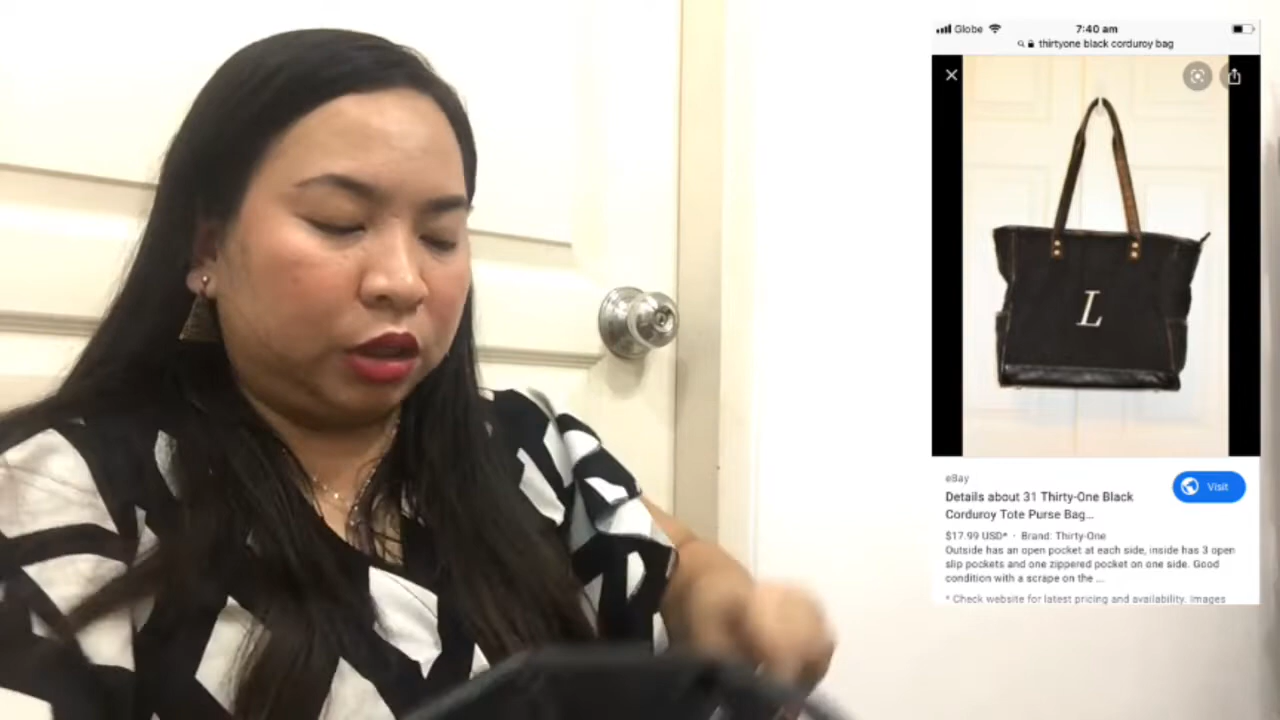 Globe 7:40 am
thirtyone black corduroy bag
L
eBay
Visit
Details about 31 Thirty-One Black
Corduroy Tote Purse Bag...
$17.99 USD* · Brand: Thirty-One
Outside has an open pocket at each side, inside has 3 open
slip pockets and one zippered pocket on one side. Good
condition with a scrape on the ...
* Check website for latest pricing and availability. Images